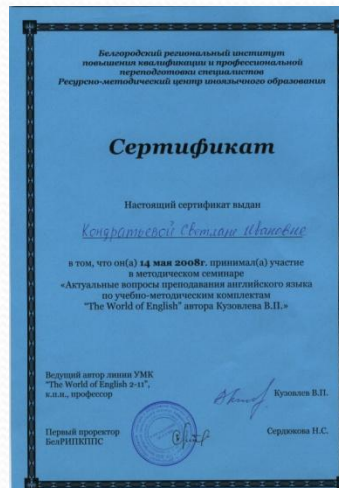 Белгородский региональный институт
повышения квалификации и профессиональной
переподготовки специалистов
Ресурсно-методический центр иноязычного образования
Сертификат
Настоящий сертификат выдан
Кондратьевой Светлане Ивановне
в том, что он(а) 14 мая 2008г. принимал(а) участие
в методическом семинаре
«Актуальные вопросы преподавания английского языка
по учебно-методическим комплектам
"The World of English" автора Кузовлева В.П.»
Ведущий автор линии УМК
"The World of English 2-11",
к.п.н., профессор
Кузовлев В.П.
Первый проректор
БелРИПКППС
Сердюкова Н.С.